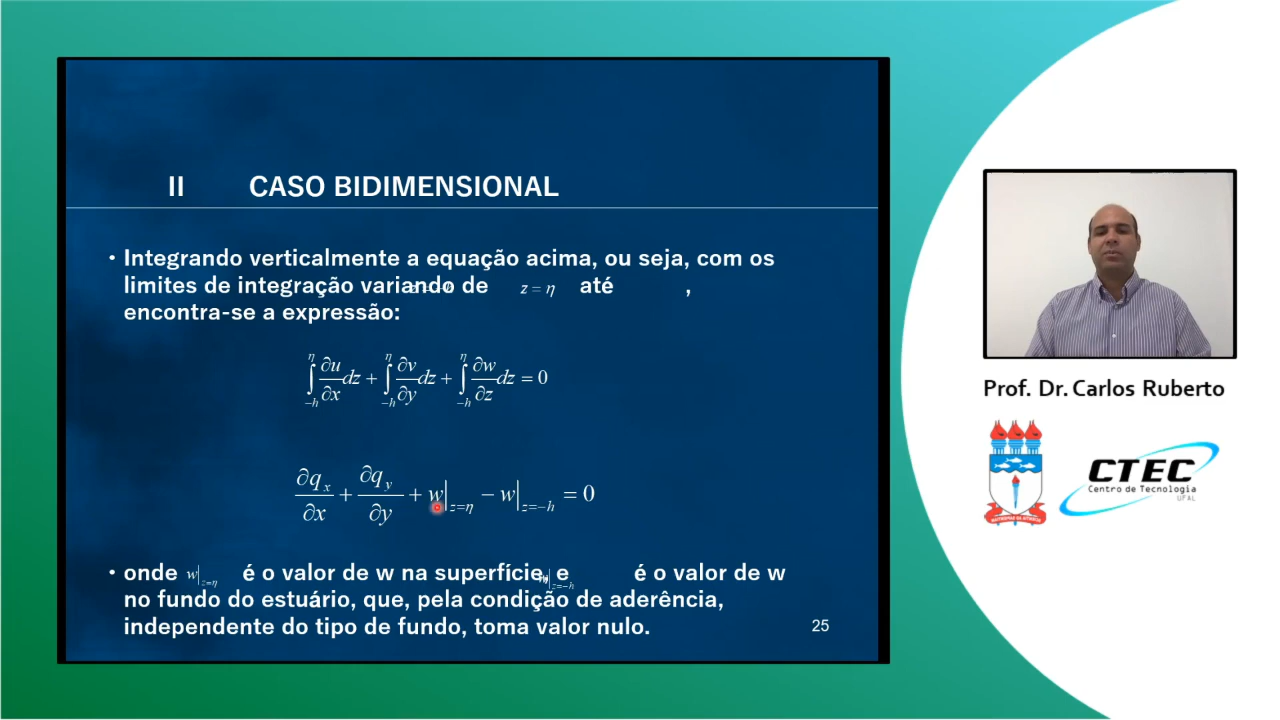 II CASO BIDIMENSIONAL
• Integrando verticalmente a equação acima, ou seja, com os
limites de integração variando de z = η até ,
encontra-se a expressão:
∫_{-h}^{η} ∂u/∂x dz + ∫_{-h}^{η} ∂v/∂y dz + ∫_{-h}^{η} ∂w/∂z dz = 0
∂q_x/∂x + ∂q_y/∂y + w|_{z=η} − w|_{z=−h} = 0
• onde w|_{z=η} é o valor de w na superfície, e w|_{z=−h} é o valor de w
no fundo do estuário, que, pela condição de aderência,
independente do tipo de fundo, toma valor nulo.
25
Prof. Dr. Carlos Ruberto
CTEC
Centro de Tecnologia
UFAL